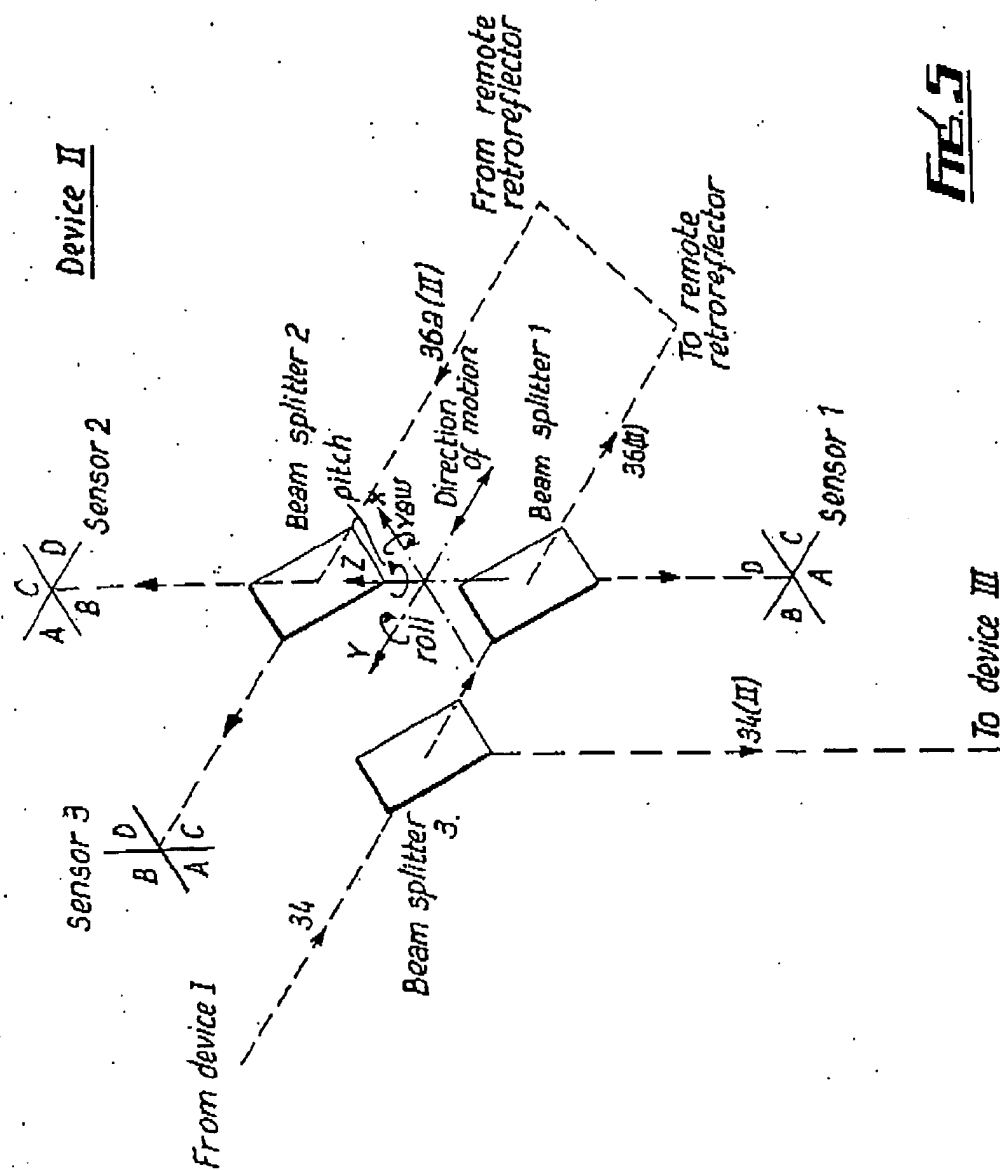 Device II
C
A
D
B
Sensor 2
Sensor 3
B
D
A
C
Beam splitter 2
pitch
Z
X
yaw
Y
roll
36a(II)
From remote
retroreflector
Direction
of motion
From device I
34
Beam splitter
3.
Beam splitter 1
36(II)
To remote
retroreflector
34(II)
D
B
C
A
Sensor 1
To device III
FIG. 5